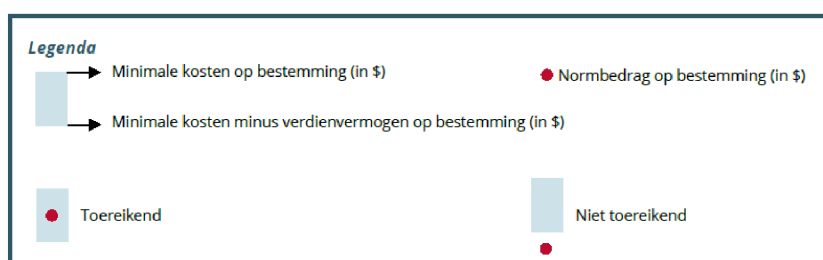 Legenda
Minimale kosten op bestemming (in $)
Normbedrag op bestemming (in $)
Minimale kosten minus verdienvermogen op bestemming (in $)
Toereikend
Niet toereikend